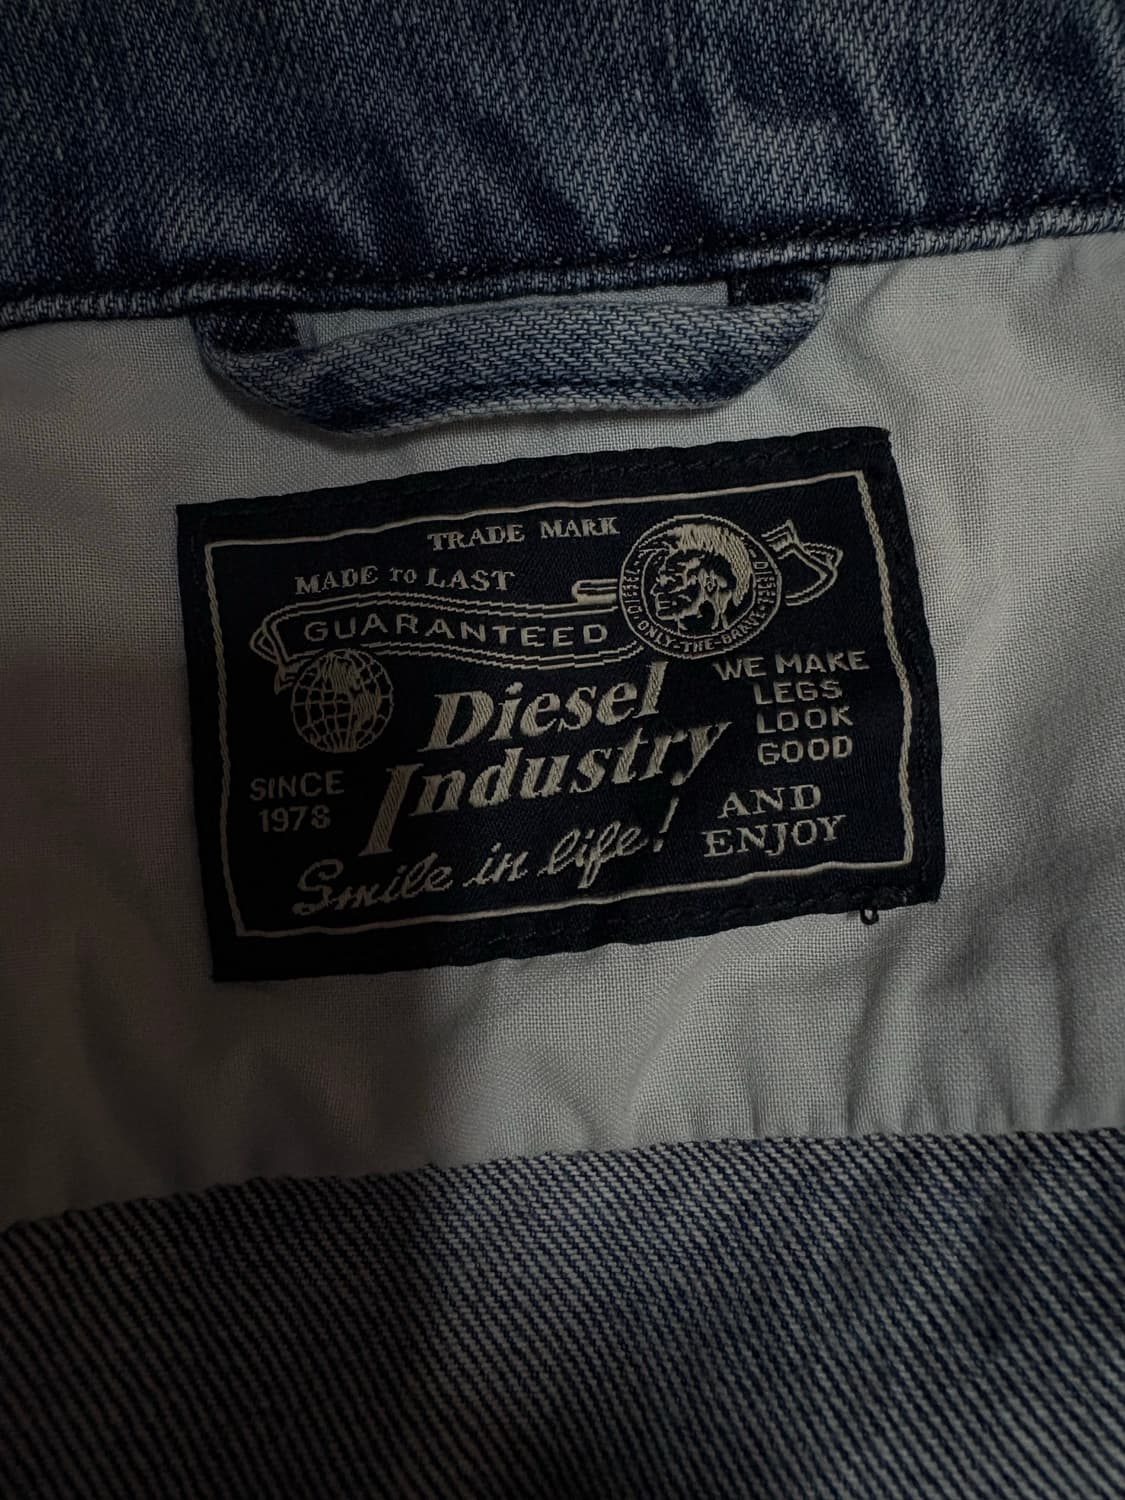 TRADE MARK
MADE TO LAST
GUARANTEED
DIESEL
DIESEL
ONLY-THE-BRAVE
Diesel
Industry
WE MAKE
LEGS
LOOK
GOOD
AND
ENJOY
SINCE
1978
Smile in life!